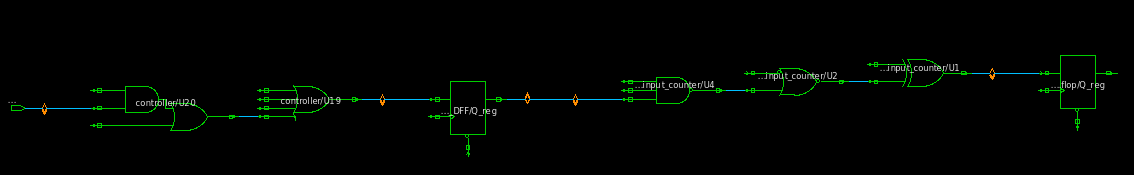 ...
controller/U20
controller/U19
...DFF/Q_reg
...input_counter/U4
...input_counter/U2
...input_counter/U1
...flop/Q_reg